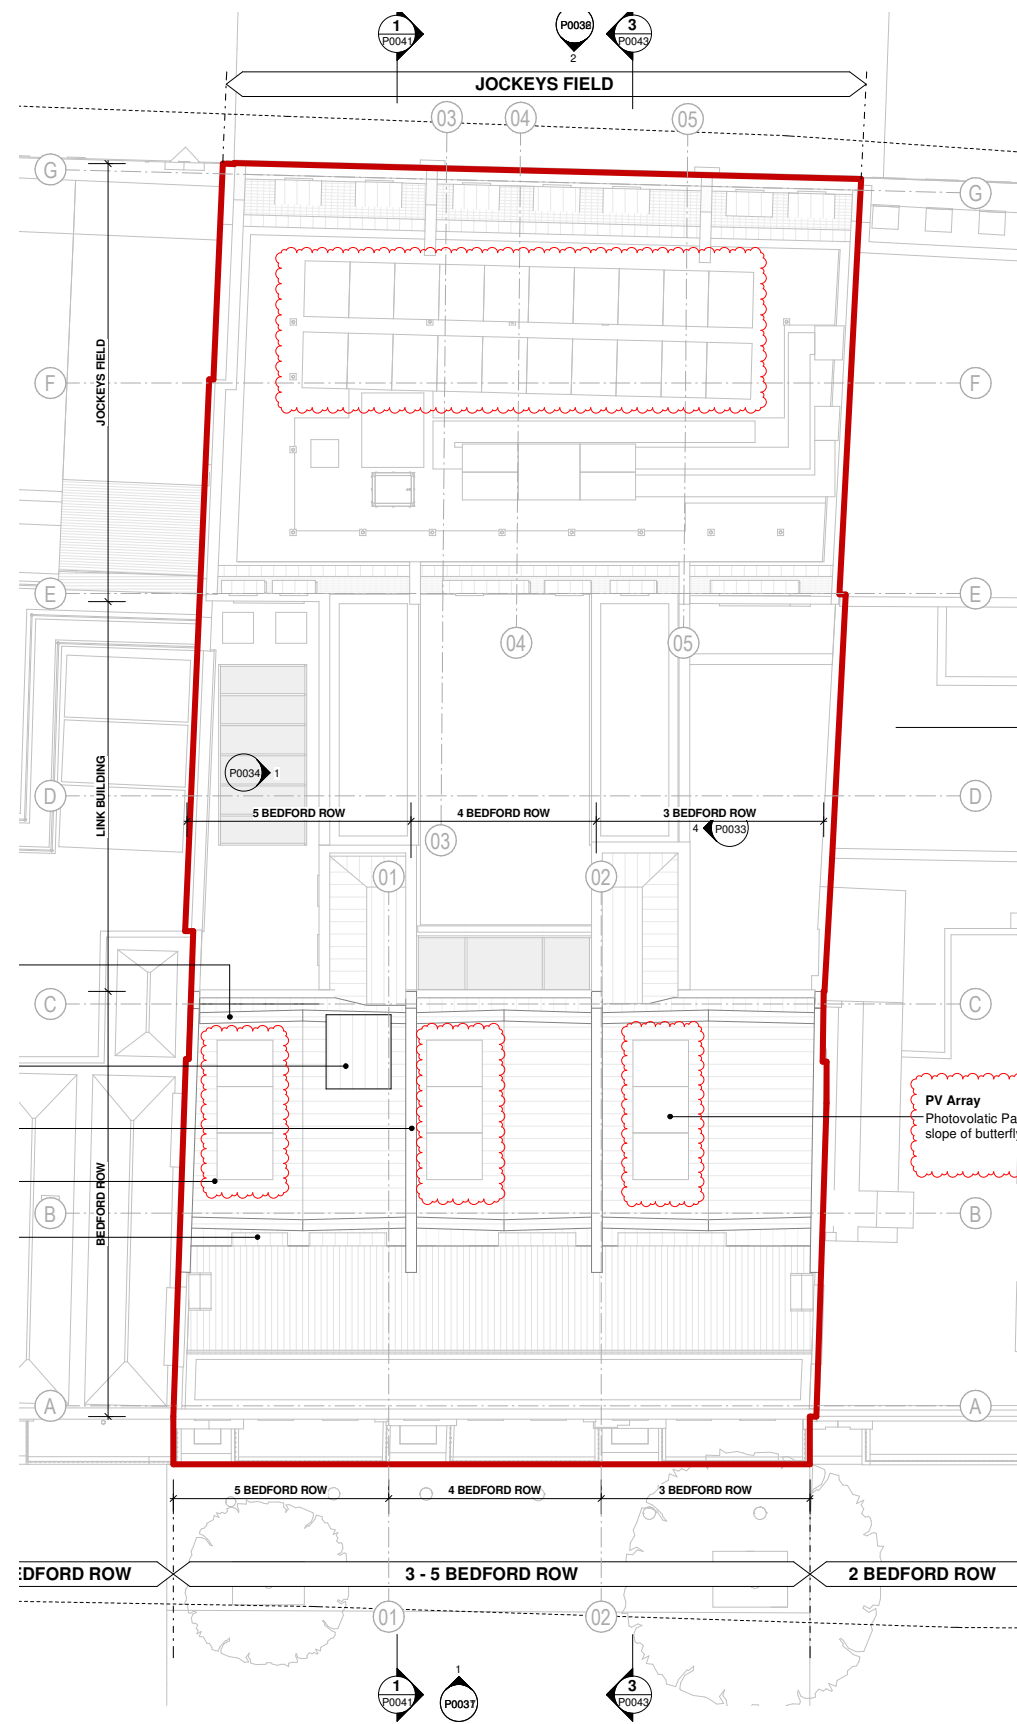 1
P0041
P0038
2
3
P0043
JOCKEYS FIELD
03
04
05
G
G
JOCKEYS FIELD
F
F
E
E
04
05
P0034
1
LINK BUILDING
D
D
5 BEDFORD ROW
4 BEDFORD ROW
3 BEDFORD ROW
4
P0033
03
01
02
C
C
PV Array
Photovolatic Pa
slope of butterfly
BEDFORD ROW
B
B
A
A
5 BEDFORD ROW
4 BEDFORD ROW
3 BEDFORD ROW
EDFORD ROW
3 - 5 BEDFORD ROW
2 BEDFORD ROW
01
02
1
P0041
1
P0037
3
P0043